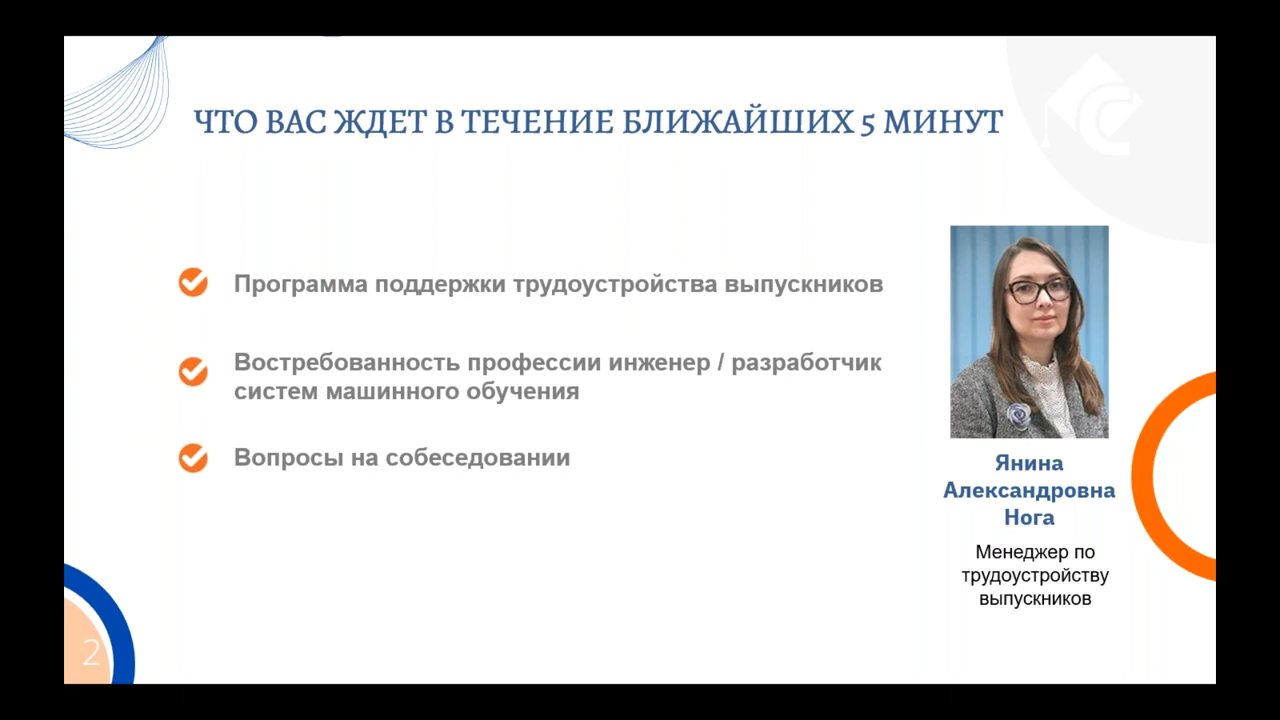 ЧТО ВАС ЖДЕТ В ТЕЧЕНИЕ БЛИЖАЙШИХ 5 МИНУТ
Программа поддержки трудоустройства выпускников
Востребованность профессии инженер / разработчик
систем машинного обучения
Вопросы на собеседовании
Янина
Александровна
Нога
Менеджер по
трудоустройству
выпускников
2